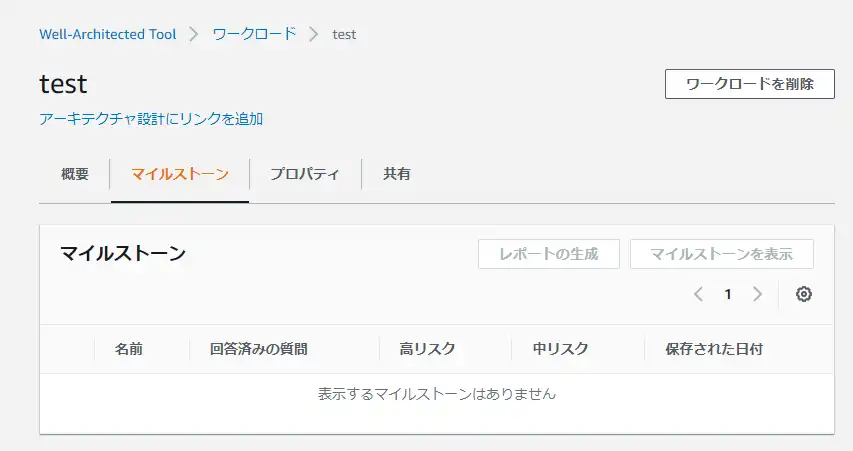 Well-Architected Tool > ワークロード > test
test
ワークロードを削除
アーキテクチャ設計にリンクを追加
概要 マイルストーン プロパティ 共有
マイルストーン
レポートの生成 マイルストーンを表示
1
名前 回答済みの質問 高リスク 中リスク 保存された日付
表示するマイルストーンはありません